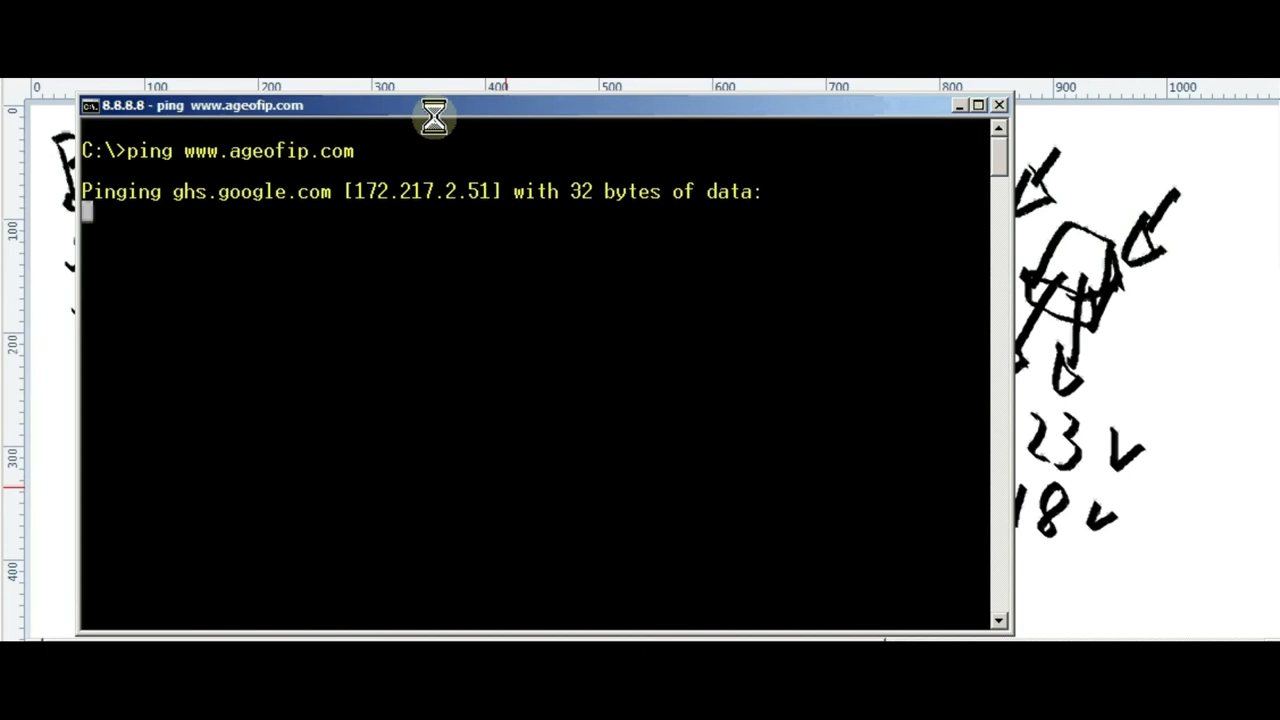 0 100 200 300 400 500 600 700 800 900 1000
8.8.8.8 - ping www.ageofip.com
C:\>ping www.ageofip.com
Pinging ghs.google.com [172.217.2.51] with 32 bytes of data:
0
100
200
300
400
23
18